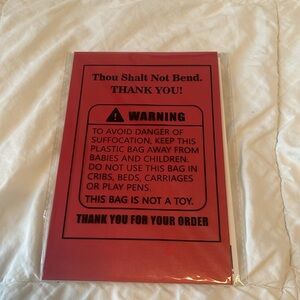 Thou Shalt Not Bend.
THANK YOU!
WARNING
TO AVOID DANGER OF
SUFFOCATION, KEEP THIS
PLASTIC BAG AWAY FROM
BABIES AND CHILDREN.
DO NOT USE THIS BAG IN
CRIBS, BEDS, CARRIAGES
OR PLAY PENS.
THIS BAG IS NOT A TOY.
THANK YOU FOR YOUR ORDER